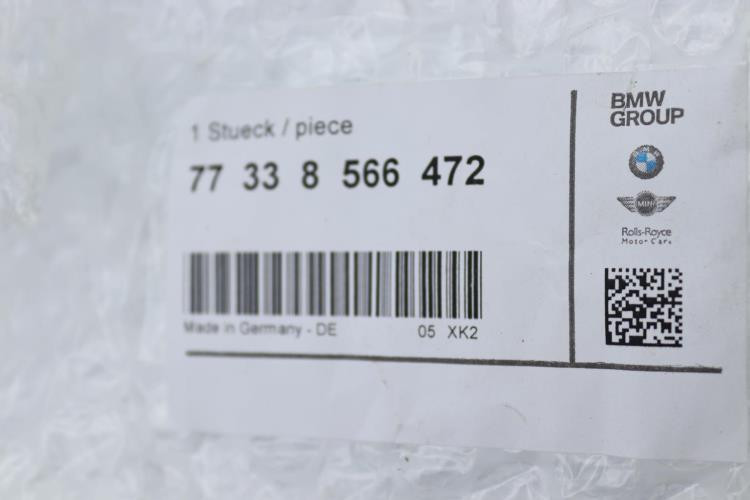 1 Stueck / piece
77 33 8 566 472
Made in Germany - DE 05 XK2
BMW
GROUP
BMW
MINI
Rolls-Royce
Motor Cars